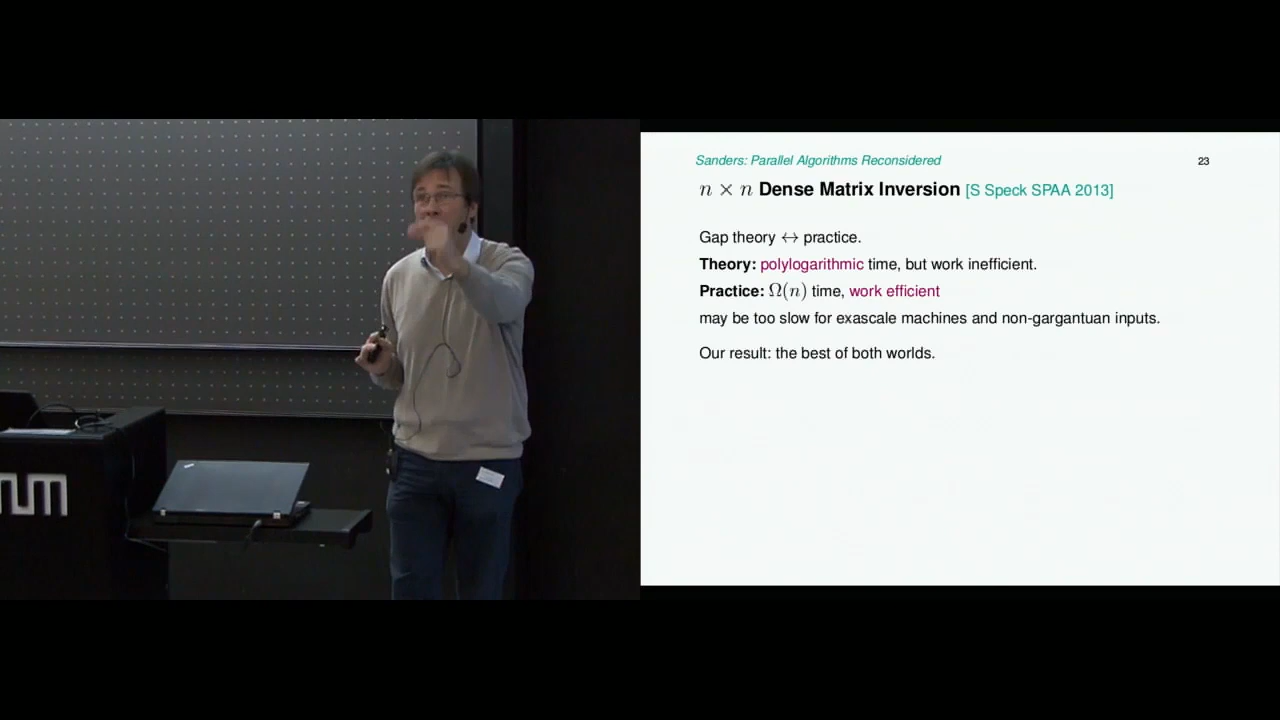 Sanders: Parallel Algorithms Reconsidered 23
n × n Dense Matrix Inversion [S Speck SPAA 2013]
Gap theory ↔ practice.
Theory: polylogarithmic time, but work inefficient.
Practice: Ω(n) time, work efficient
may be too slow for exascale machines and non-gargantuan inputs.
Our result: the best of both worlds.